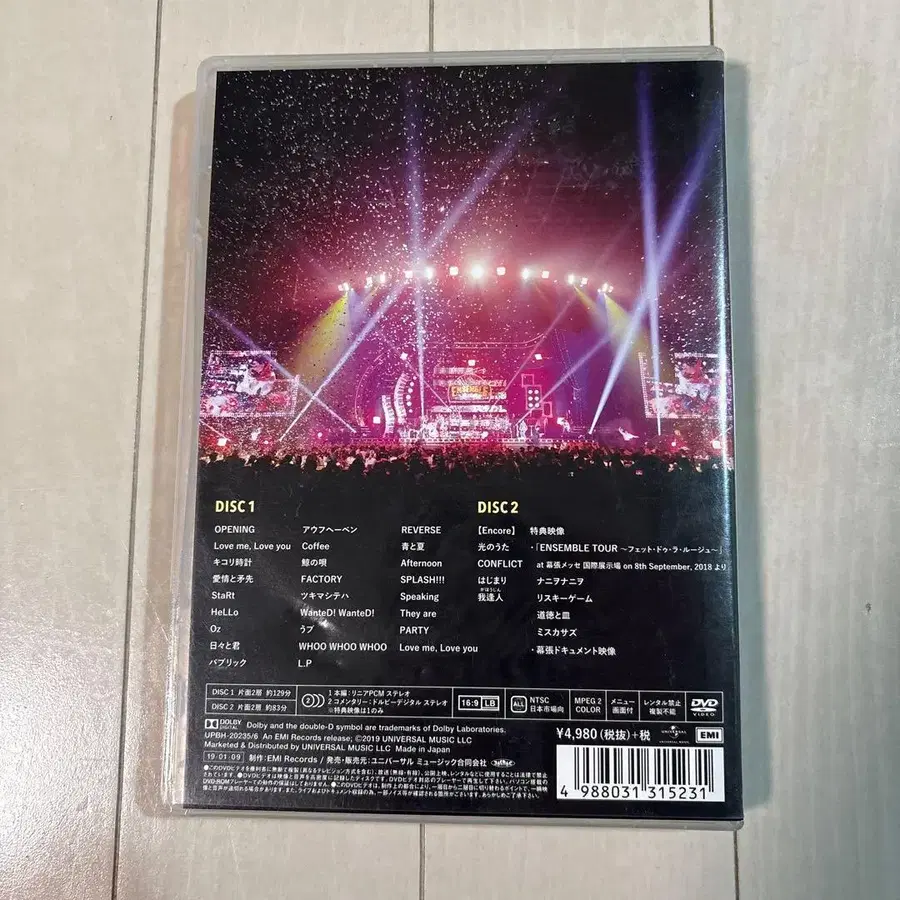 ENSEMBLE
DISC 1
OPENING
Love me, Love you
キコリ時計
愛情と矛先
StaRt
HeLLo
Oz
日々と君
パブリック
アウフヘーベン
Coffee
鯨の唄
FACTORY
ツキマシテハ
WanteD! WanteD!
うブ
WHOO WHOO WHOO
L.P
REVERSE
青と夏
Afternoon
SPLASH!!!
Speaking
They are
PARTY
Love me, Love you
DISC 2
【Encore】
光のうた
CONFLICT
はじまり
がほうじん
我逢人
特典映像
・「ENSEMBLE TOUR 〜フェット・ドゥ・ラ・ルージュ〜」
at 幕張メッセ 国際展示場 on 8th September, 2018 より
ナニヲナニヲ
リスキーゲーム
道徳と皿
ミスカサズ
・幕張ドキュメント映像
DISC 1 片面2層 約129分
DISC 2 片面2層 約83分
2
1 本編：リニアPCM ステレオ
2 コメンタリー：ドルビーデジタル ステレオ
※特典映像は1のみ
16:9 LB
ALL
NTSC
日本市場向
MPEG 2
COLOR
メニュー
画面付
レンタル禁止
複製不能
DVD
VIDEO
DOLBY
DIGITAL
Dolby and the double-D symbol are trademarks of Dolby Laboratories.
UPBH-20235/6 An EMI Records release; ©2019 UNIVERSAL MUSIC LLC
Marketed & Distributed by UNIVERSAL MUSIC LLC Made in Japan
19・01・09
制作：EMI Records / 発売・販売元：ユニバーサル ミュージック合同会社
¥4,980(税抜)+税
UNIVERSAL MUSIC
EMI
4 988031 315231